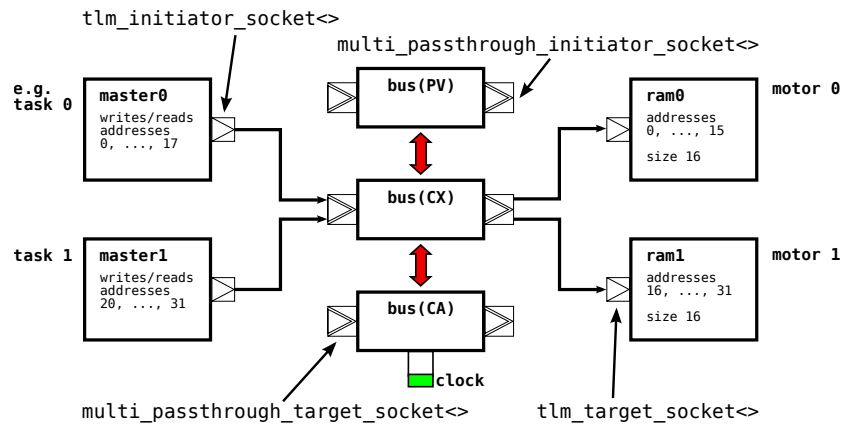 tlm_initiator_socket<>
multi_passthrough_initiator_socket<>
e.g.
task 0
master0
writes/reads
addresses
0, ..., 17
bus(PV)
ram0
addresses
0, ..., 15
size 16
motor 0
bus(CX)
task 1
master1
writes/reads
addresses
20, ..., 31
ram1
addresses
16, ..., 31
size 16
motor 1
bus(CA)
clock
multi_passthrough_target_socket<>
tlm_target_socket<>